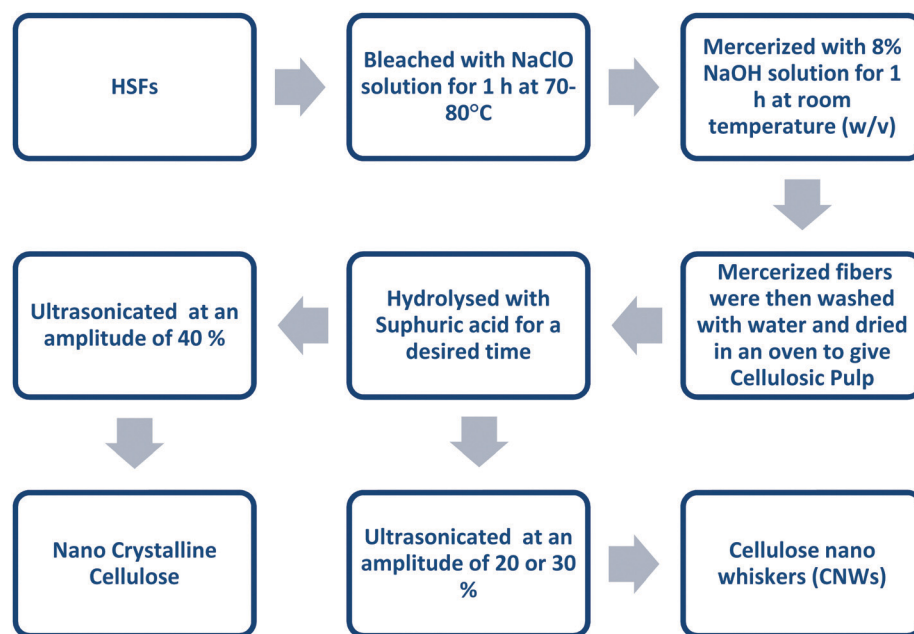 HSFs
Bleached with NaClO
solution for 1 h at 70-
80°C
Mercerized with 8%
NaOH solution for 1
h at room
temperature (w/v)
Mercerized fibers
were then washed
with water and dried
in an oven to give
Cellulosic Pulp
Hydrolysed with
Suphuric acid for a
desired time
Ultrasonicated at an
amplitude of 40 %
Nano Crystalline
Cellulose
Ultrasonicated at an
amplitude of 20 or 30
%
Cellulose nano
whiskers (CNWs)